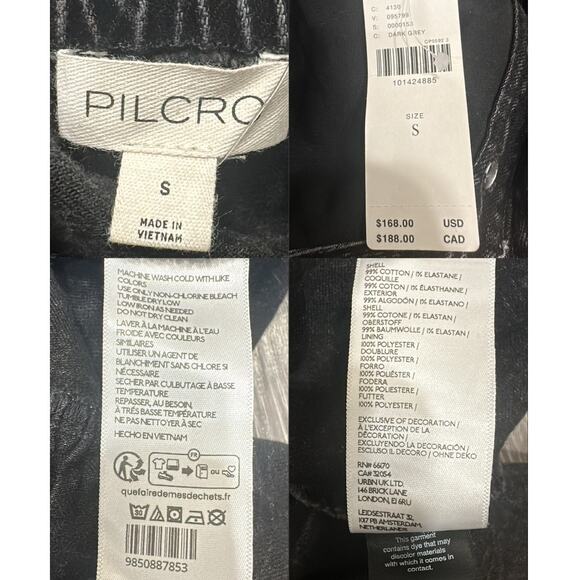 PILCRO
S
MADE IN
VIETNAM
C: 4130
V: 095799
S: 0000153
C: DARK GREY
CP5592 3
101424885
SIZE
S
$168.00 USD
$188.00 CAD
MACHINE WASH COLD WITH LIKE
COLORS
USE ONLY NON-CHLORINE BLEACH
TUMBLE DRY LOW
LOW IRON AS NEEDED
DO NOT DRY CLEAN
LAVER À LA MACHINE À L'EAU
FROIDE AVEC COULEURS
SIMILAIRES
UTILISER UN AGENT DE
BLANCHIMENT SANS CHLORE SI
NÉCESSAIRE
SECHER PAR CULBUTAGE À BASSE
TEMPÉRATURE
REPASSER, AU BESOIN,
À TRÈS BASSE TEMPÉRATURE
NE PAS NETTOYER À SEC
HECHO EN VIETNAM
FR
OU
quefairedemesdechets.fr
9850887853
SHELL
99% COTTON / 1% ELASTANE /
COQUILLE
99% COTON / 1% ÉLASTHANNE /
EXTERIOR
99% ALGODÓN / 1% ELASTANO /
SHELL
99% COTONE / 1% ELASTAN /
OBERSTOFF
99% BAUMWOLLE / 1% ELASTAN /
LINING
100% POLYESTER /
DOUBLURE
100% POLYESTER /
FORRO
100% POLIÉSTER /
FODERA
100% POLIESTERE /
FUTTER
100% POLYESTER /
EXCLUSIVE OF DECORATION /
À L'EXCEPTION DE LA
DÉCORATION /
EXCLUYENDO LA DECORACIÓN /
ESCLUSO IL DECORO / OHNE DEKO
RN# 66170
CA# 32054
URBN UK LTD.
146 BRICK LANE
LONDON, E1 6RU
LEIDSESTRAAT 32,
1017 PB AMSTERDAM,
NETHERLANDS
This garment
contains dye that may
discolor materials
with which it comes in
contact.